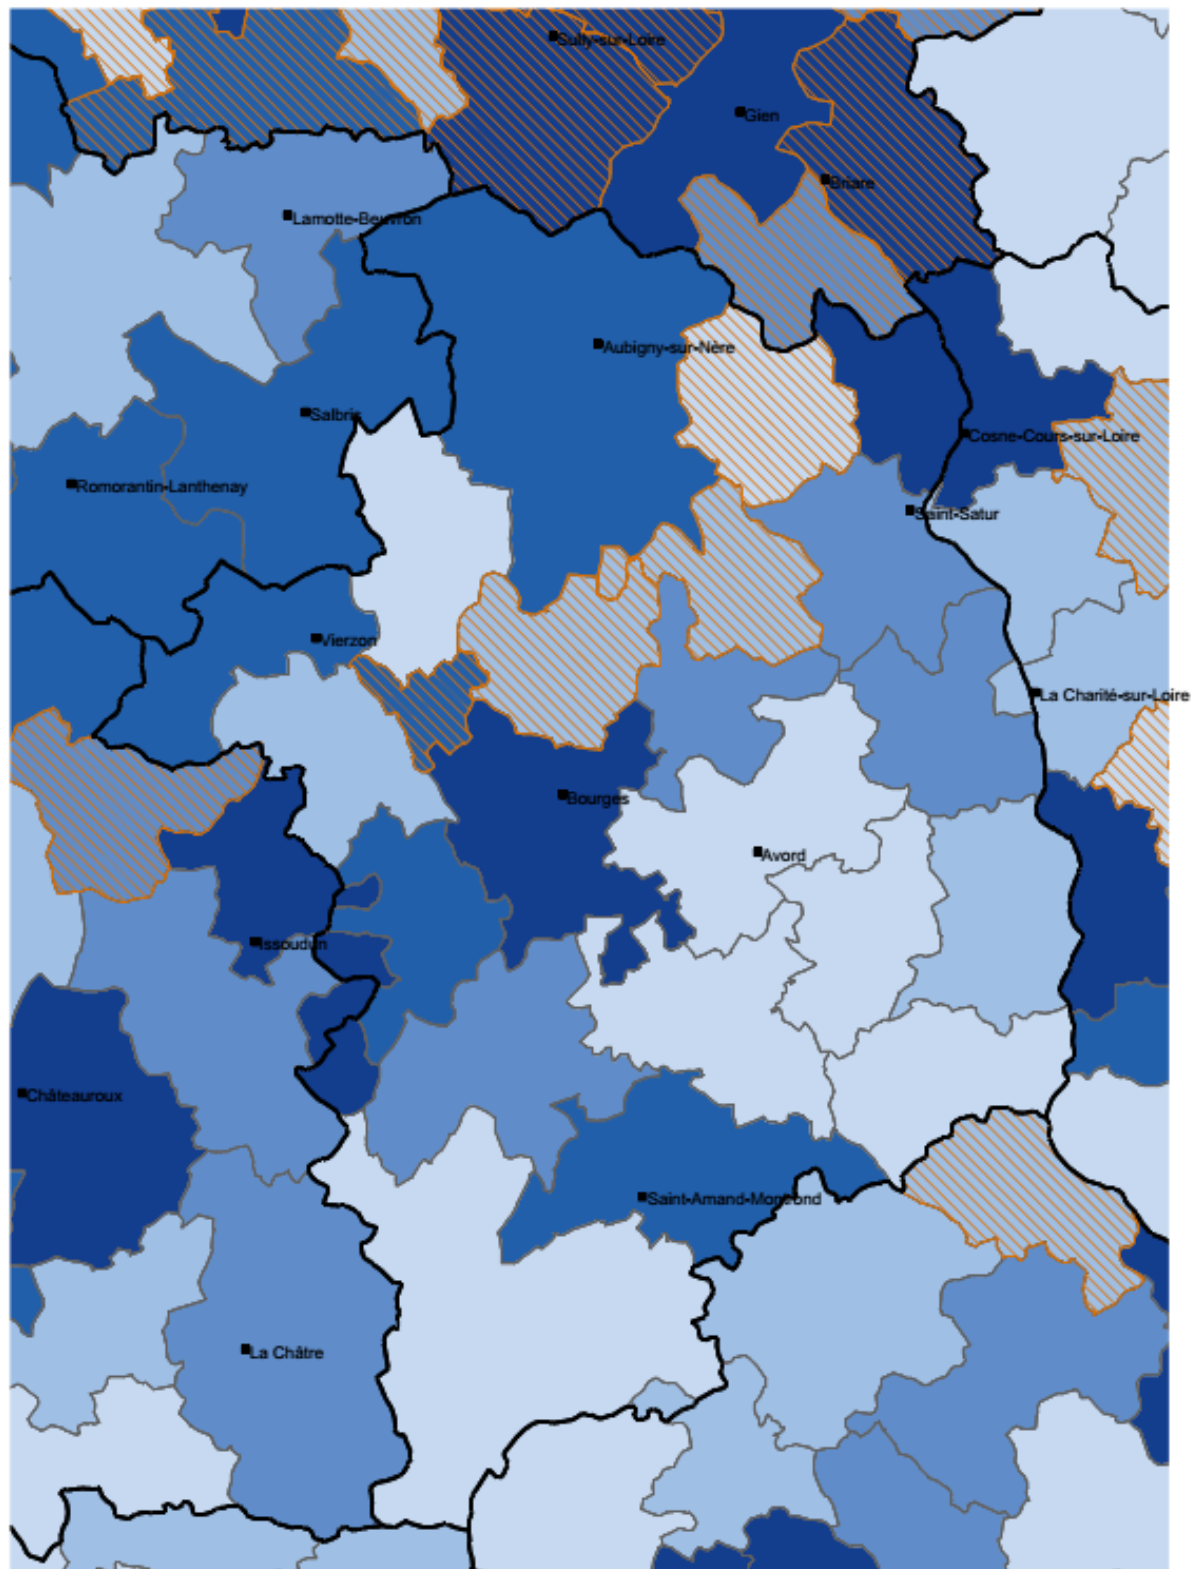 Sully-sur-Loire
Gien
Briare
Lamotte-Beuvron
Aubigny-sur-Nère
Salbris
Cosne-Cours-sur-Loire
Romorantin-Lanthenay
Saint-Satur
Vierzon
La Charité-sur-Loire
Bourges
Avord
Issoudun
Châteauroux
Saint-Amand-Montrond
La Châtre